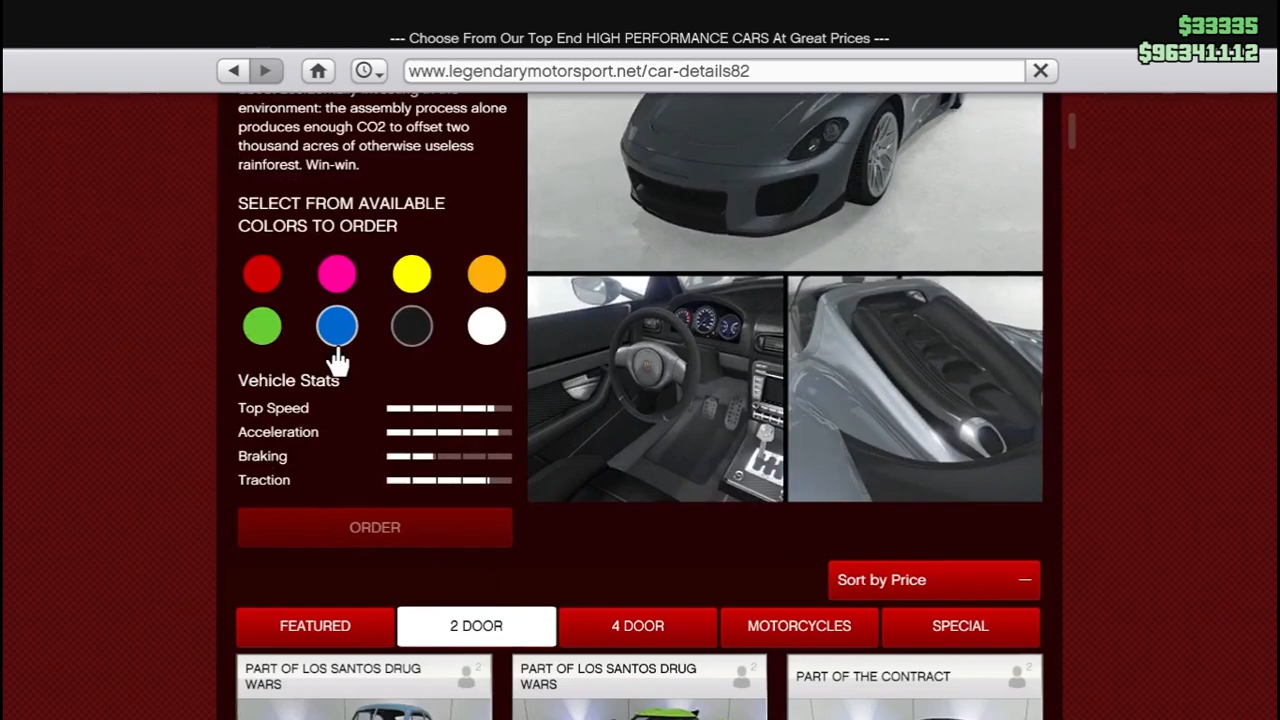 $33335
--- Choose From Our Top End HIGH PERFORMANCE CARS At Great Prices ---
$96341112
www.legendarymotorsport.net/car-details82
environment: the assembly process alone
produces enough CO2 to offset two
thousand acres of otherwise useless
rainforest. Win-win.
SELECT FROM AVAILABLE
COLORS TO ORDER
Vehicle Stats
Top Speed
Acceleration
Braking
Traction
ORDER
Sort by Price
FEATURED
2 DOOR
4 DOOR
MOTORCYCLES
SPECIAL
PART OF LOS SANTOS DRUG
WARS
2
PART OF LOS SANTOS DRUG
WARS
2
PART OF THE CONTRACT
2